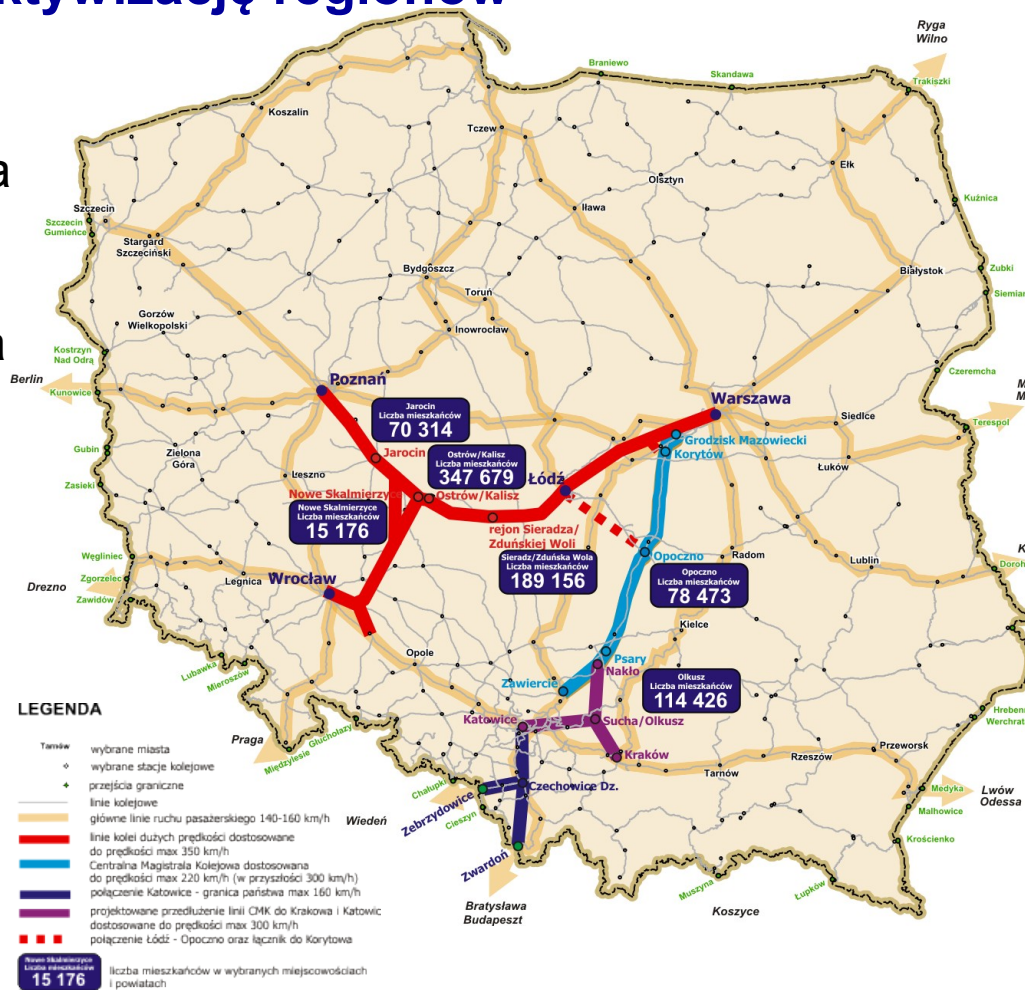 ktywizację regionów
a
a
Ryga
Wilno
Braniewo
Skandawa
Trakiszki
Koszalin
Tczew
Ełk
Olsztyn
Kuźnica
Szczecin
Szczecin
Gumieńce
Iława
Stargard
Szczeciński
Bydgoszcz
Białystok
Zubki
Toruń
Siemian
Gorzów
Wielkopolski
Inowrocław
Kostrzyn
Nad Odrą
Czeremcha
Berlin
Kunowice
Poznań
Warszawa
M
M
Jarocin
Liczba mieszkańców
70 314
Siedlce
Terespol
Grodzisk Mazowiecki
Korytów
Gubin
Zielona
Góra
Jarocin
Ostrów/Kalisz
Liczba mieszkańców
347 679
Łódź
Łuków
Leszno
Zasieki
Nowe Skalmierzyce
Ostrów/Kalisz
Nowe Skalmierzyce
Liczba mieszkańców
15 176
rejon Sieradza/
Zduńskiej Woli
Sieradz/Zduńska Wola
Liczba mieszkańców
189 156
Opoczno
Radom
Lublin
K
Doroh
Węgliniec
Zgorzelec
Drezno
Zawidów
Legnica
Wrocław
Opoczno
Liczba mieszkańców
78 473
Kielce
Opole
Lubawka
Mieroszów
Psary
Nakło
Zawiercie
Olkusz
Liczba mieszkańców
114 426
Hrebenn
Werchrat
Katowice
Sucha/Olkusz
Praga
Głuchołazy
Międzylesie
Kraków
Przeworsk
Rzeszów
Tarnów
Chałupki
Czechowice Dz.
Medyka
Malhowice
Lwów
Odessa
Zebrzydowice
Cieszyn
Wiedeń
Krościenko
Zwardoń
Muszyna
Łupków
Bratysława
Budapeszt
Koszyce
LEGENDA
Tarnów wybrane miasta
wybrane stacje kolejowe
przejścia graniczne
linie kolejowe
główne linie ruchu pasażerskiego 140-160 km/h
linie kolei dużych prędkości dostosowane
do prędkości max 350 km/h
Centralna Magistrala Kolejowa dostosowana
do prędkości max 220 km/h (w przyszłości 300 km/h)
połączenie Katowice - granica państwa max 160 km/h
projektowane przedłużenie linii CMK do Krakowa i Katowic
dostosowane do prędkości max 300 km/h
połączenie Łódź - Opoczno oraz łącznik do Korytowa
Nowe Skalmierzyce
Liczba mieszkańców
15 176
liczba mieszkańców w wybranych miejscowościach
i powiatach